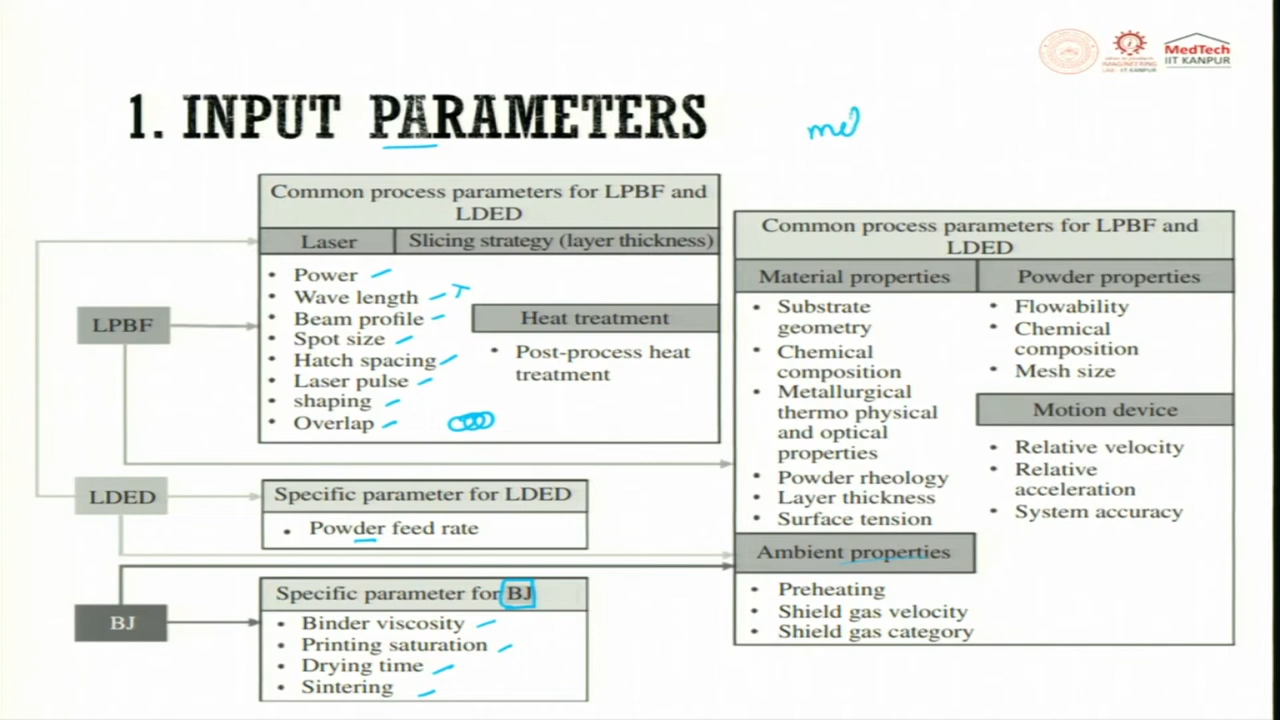 MedTech
IIT KANPUR
1. INPUT PARAMETERS
Common process parameters for LPBF and
LDED
Laser
Slicing strategy (layer thickness)
• Power
• Wave length
• Beam profile
• Spot size
• Hatch spacing
• Laser pulse
• shaping
• Overlap
Heat treatment
• Post-process heat
treatment
LPBF
LDED
Specific parameter for LDED
• Powder feed rate
BJ
Specific parameter for BJ
• Binder viscosity
• Printing saturation
• Drying time
• Sintering
Common process parameters for LPBF and
LDED
Material properties
• Substrate
geometry
• Chemical
composition
• Metallurgical
thermo physical
and optical
properties
• Powder rheology
• Layer thickness
• Surface tension
Powder properties
• Flowability
• Chemical
composition
• Mesh size
Motion device
• Relative velocity
• Relative
acceleration
• System accuracy
Ambient properties
• Preheating
• Shield gas velocity
• Shield gas category